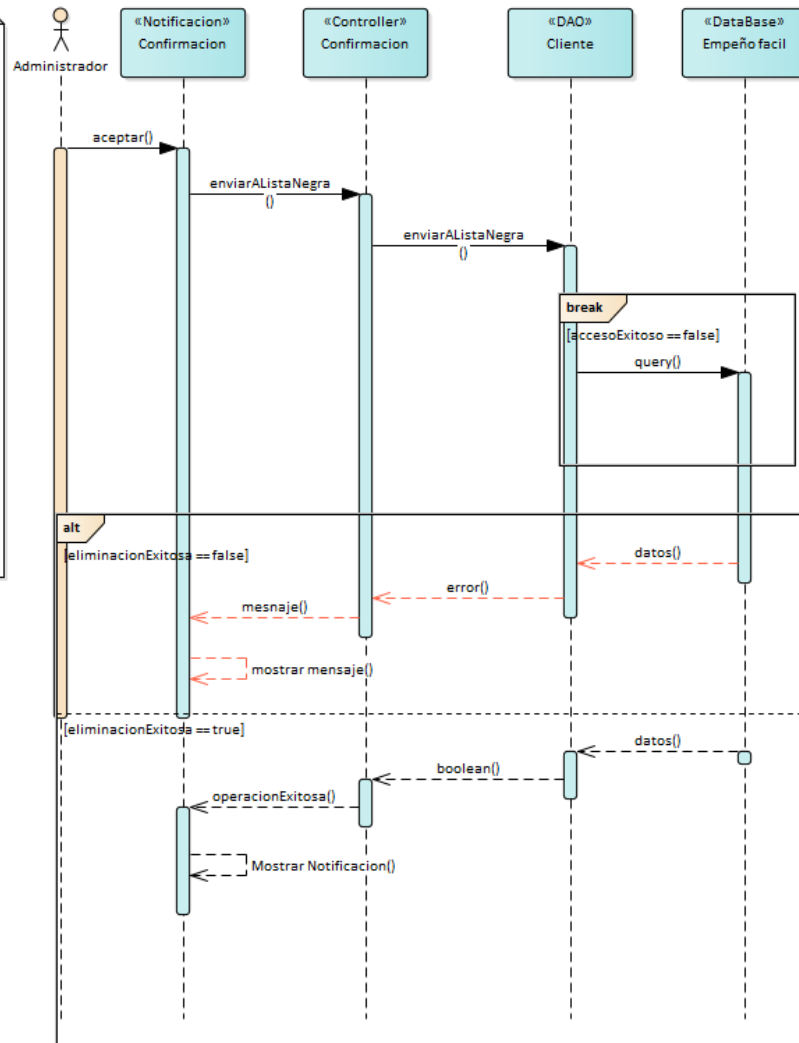 Administrador
«Notificacion»
Confirmacion
«Controller»
Confirmacion
«DAO»
Cliente
«DataBase»
Empeño facil
aceptar()
enviarAListaNegra
()
enviarAListaNegra
()
break
[accesoExitoso ==false]
query()
alt
[eliminacionExitosa ==false]
datos()
error()
mesnaje()
mostrar mensaje()
[eliminacionExitosa ==true]
datos()
boolean()
operacionExitosa()
Mostrar Notificacion()